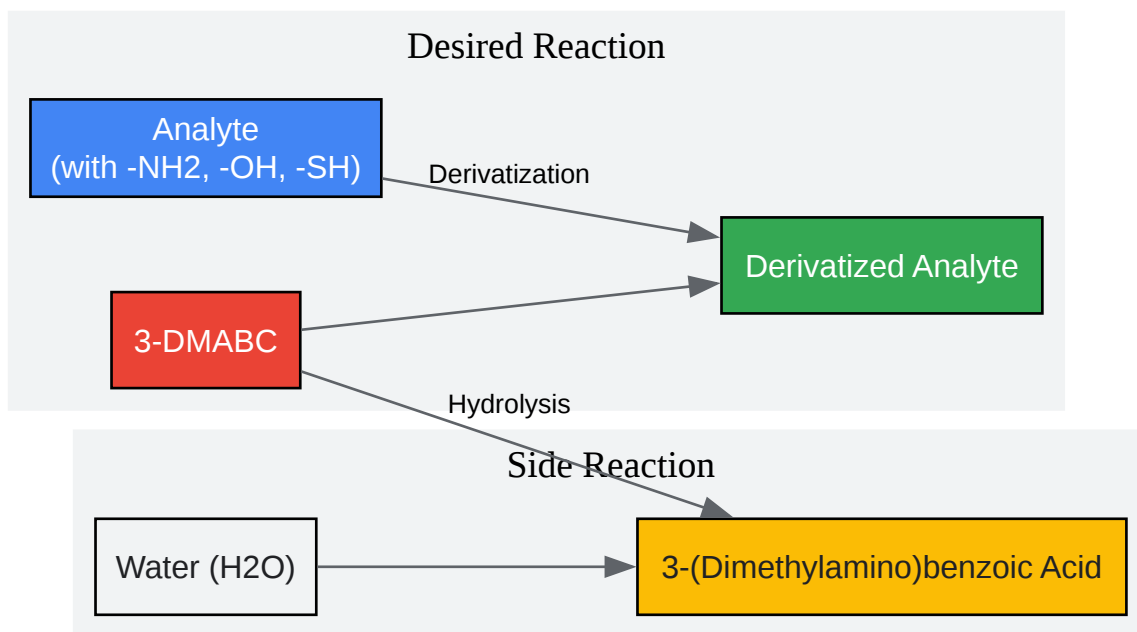 Desired Reaction
Analyte
(with -NH2, -OH, -SH)
Derivatization
Derivatized Analyte
3-DMABC
Hydrolysis
Side Reaction
Water (H2O)
3-(Dimethylamino)benzoic Acid